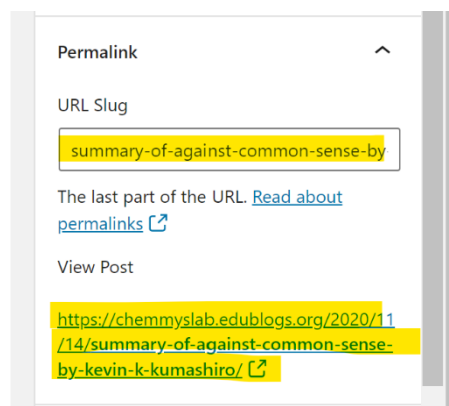 Permalink
URL Slug
summary-of-against-common-sense-by
The last part of the URL. Read about
permalinks
View Post
https://chemmyslab.edublogs.org/2020/11
/14/summary-of-against-common-sense-
by-kevin-k-kumashiro/